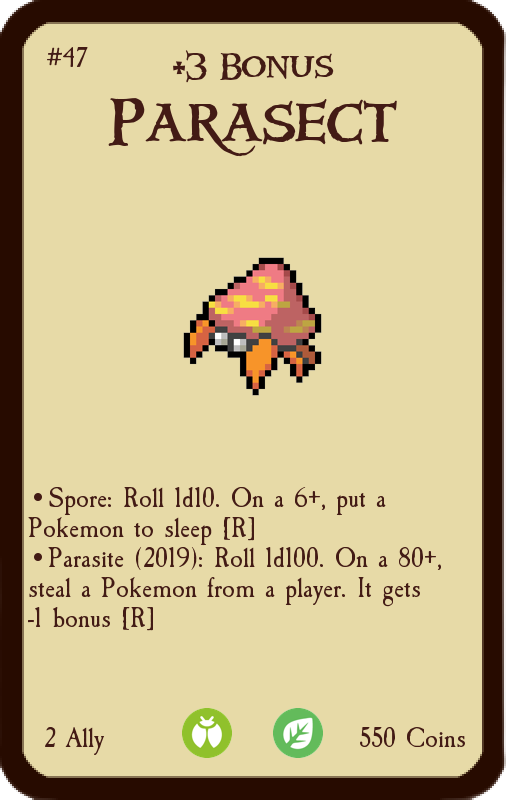 #47
+3 Bonus
Parasect
•Spore: Roll 1d10. On a 6+, put a
Pokemon to sleep {R]
•Parasite (2019): Roll 1d100. On a 80+,
steal a Pokemon from a player. It gets
-1 bonus {R]
2 Ally
550 Coins